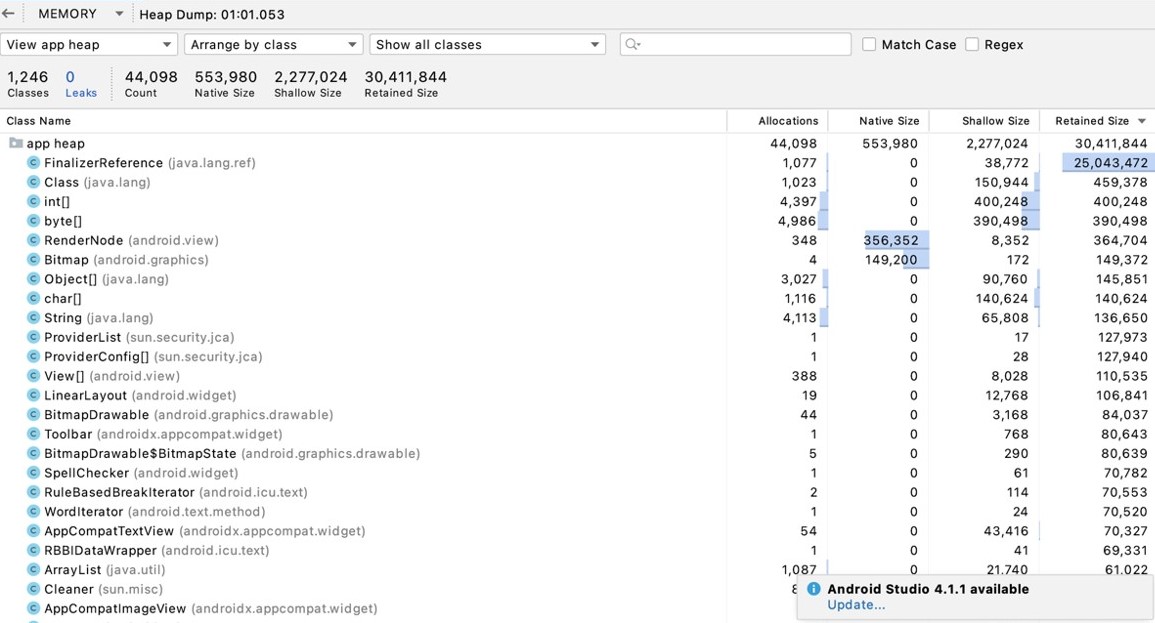 MEMORY Heap Dump: 01:01.053
View app heap Arrange by class Show all classes Match Case Regex
1,246 0 44,098 553,980 2,277,024 30,411,844
Classes Leaks Count Native Size Shallow Size Retained Size
Class Name Allocations Native Size Shallow Size Retained Size
app heap 44,098 553,980 2,277,024 30,411,844
FinalizerReference (java.lang.ref) 1,077 0 38,772 25,043,472
Class (java.lang) 1,023 0 150,944 459,378
int[] 4,397 0 400,248 400,248
byte[] 4,986 0 390,498 390,498
RenderNode (android.view) 348 356,352 8,352 364,704
Bitmap (android.graphics) 4 149,200 172 149,372
Object[] (java.lang) 3,027 0 90,760 145,851
char[] 1,116 0 140,624 140,624
String (java.lang) 4,113 0 65,808 136,650
ProviderList (sun.security.jca) 1 0 17 127,973
ProviderConfig[] (sun.security.jca) 1 0 28 127,940
View[] (android.view) 388 0 8,028 110,535
LinearLayout (android.widget) 19 0 12,768 106,841
BitmapDrawable (android.graphics.drawable) 44 0 3,168 84,037
Toolbar (androidx.appcompat.widget) 1 0 768 80,643
BitmapDrawable$BitmapState (android.graphics.drawable) 5 0 290 80,639
SpellChecker (android.widget) 1 0 61 70,782
RuleBasedBreakIterator (android.icu.text) 2 0 114 70,553
WordIterator (android.text.method) 1 0 24 70,520
AppCompatTextView (androidx.appcompat.widget) 54 0 43,416 70,327
RBBIDataWrapper (android.icu.text) 1 0 41 69,331
ArrayList (java.util) 1,087 0 21,740 61,022
Cleaner (sun.misc)
AppCompatImageView (androidx.appcompat.widget)
Android Studio 4.1.1 available
Update...